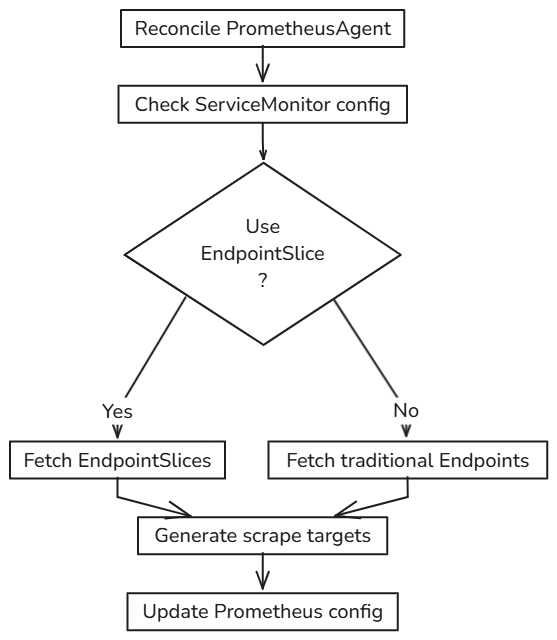 Reconcile PrometheusAgent
Check ServiceMonitor config
Use
EndpointSlice
?
Yes
No
Fetch EndpointSlices
Fetch traditional Endpoints
Generate scrape targets
Update Prometheus config